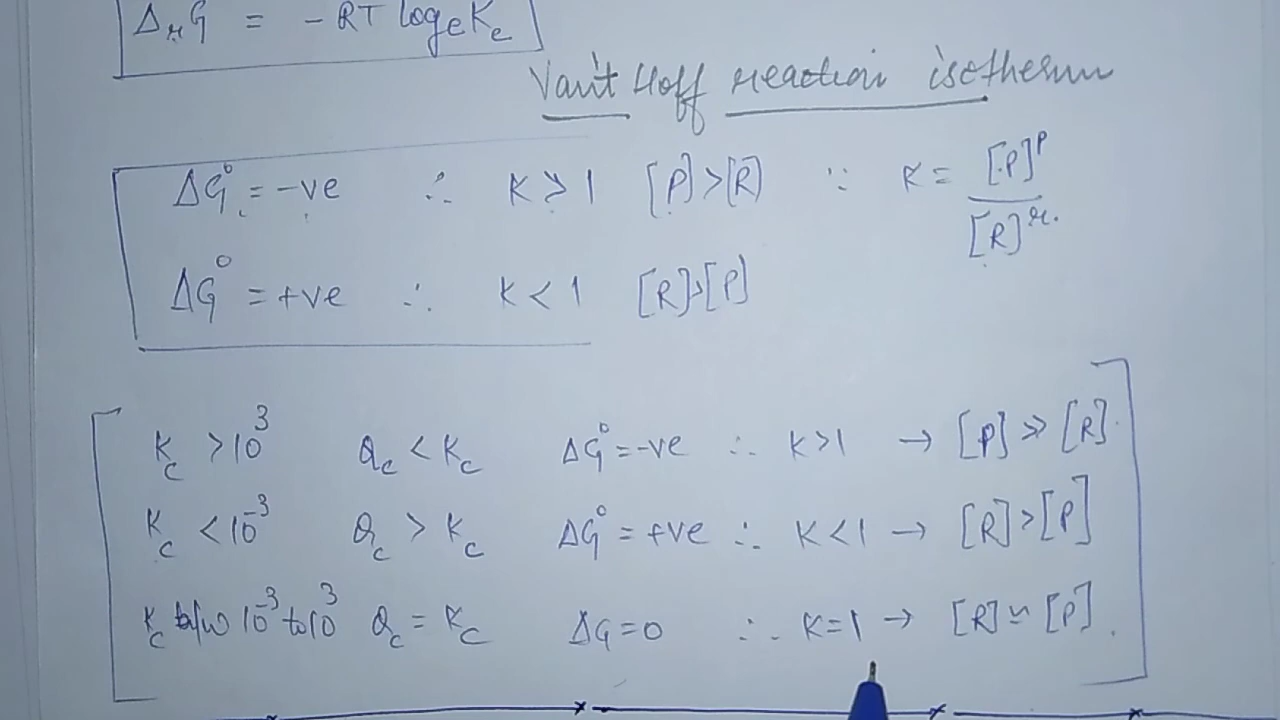 ΔrG = - RT logeKc
Van't Hoff reaction isotherm
ΔG° = -ve ∴ K > 1 [P]>[R] ∵ K = [P]^p / [R]^r.
ΔG° = +ve ∴ K < 1 [R]>[P]
Kc > 10^3 Qc < Kc ΔG° = -ve ∴ K>1 → [P] >> [R]
Kc < 10^-3 Qc > Kc ΔG° = +ve ∴ K<1 → [R]>[P]
Kc b/w 10^-3 to 10^3 Qc = Kc ΔG=0 ∴ K=1 → [R] ≃ [P]